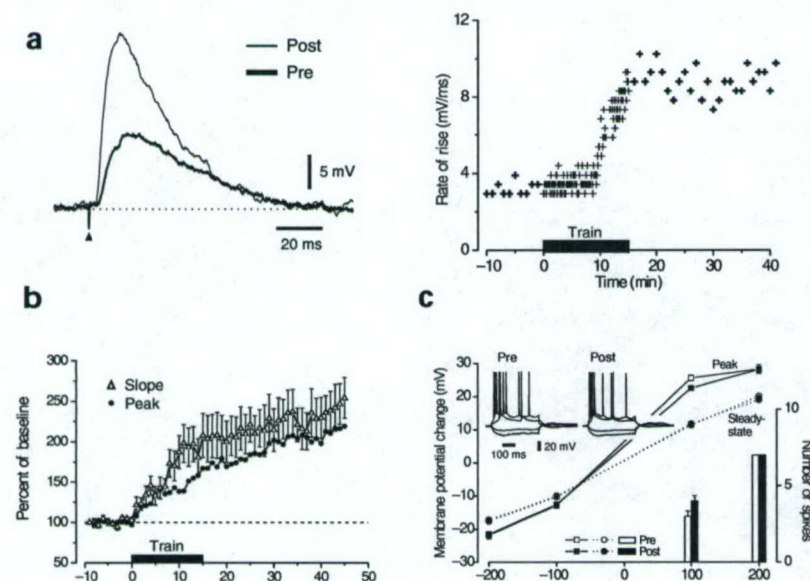 a
Post
Pre
5 mV
20 ms
12
8
4
0
Rate of rise (mV/ms)
Train
−10 0 10 20 30 40
Time (min)
b
300
250
200
150
100
50
Percent of baseline
Slope
Peak
Train
−10 0 10 20 30 40 50
c
30
20
10
0
−10
−20
−30
Membrane potential change (mV)
Pre
Post
100 ms
20 mV
Peak
Steady-
state
10
5
0
Number of spikes
Pre
Post
−200 −100 0 100 200